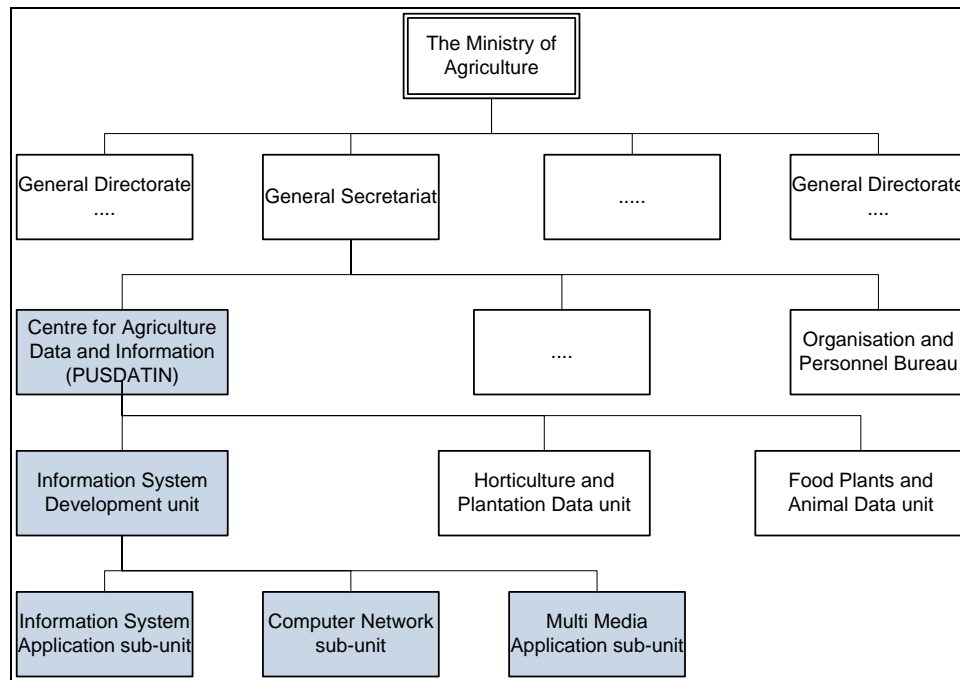 The Ministry of
Agriculture
General Directorate
....
General Secretariat
.....
General Directorate
....
Centre for Agriculture
Data and Information
(PUSDATIN)
....
Organisation and
Personnel Bureau
Information System
Development unit
Horticulture and
Plantation Data unit
Food Plants and
Animal Data unit
Information System
Application sub-unit
Computer Network
sub-unit
Multi Media
Application sub-unit